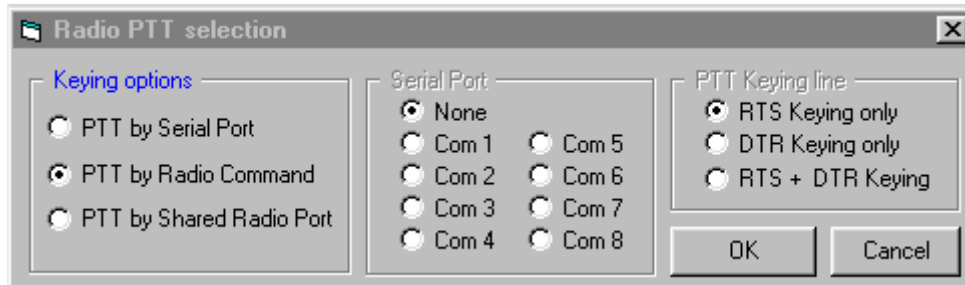 Radio PTT selection
Keying options
PTT by Serial Port
PTT by Radio Command
PTT by Shared Radio Port
Serial Port
None
Com 1
Com 2
Com 3
Com 4
Com 5
Com 6
Com 7
Com 8
PTT Keying line
RTS Keying only
DTR Keying only
RTS + DTR Keying
OK
Cancel